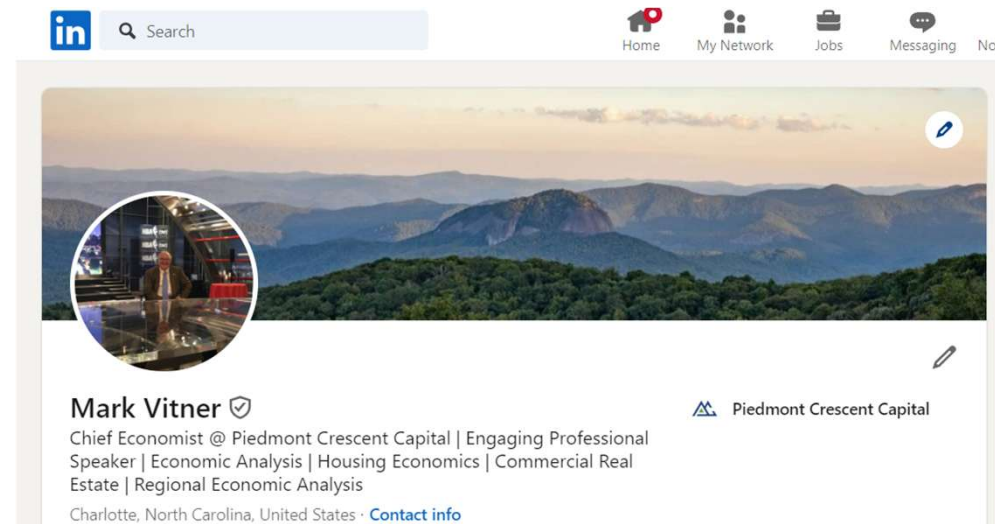 in
Search
Home
My Network
Jobs
Messaging
No
Mark Vitner
Piedmont Crescent Capital
Chief Economist @ Piedmont Crescent Capital | Engaging Professional
Speaker | Economic Analysis | Housing Economics | Commercial Real
Estate | Regional Economic Analysis
Charlotte, North Carolina, United States · Contact info